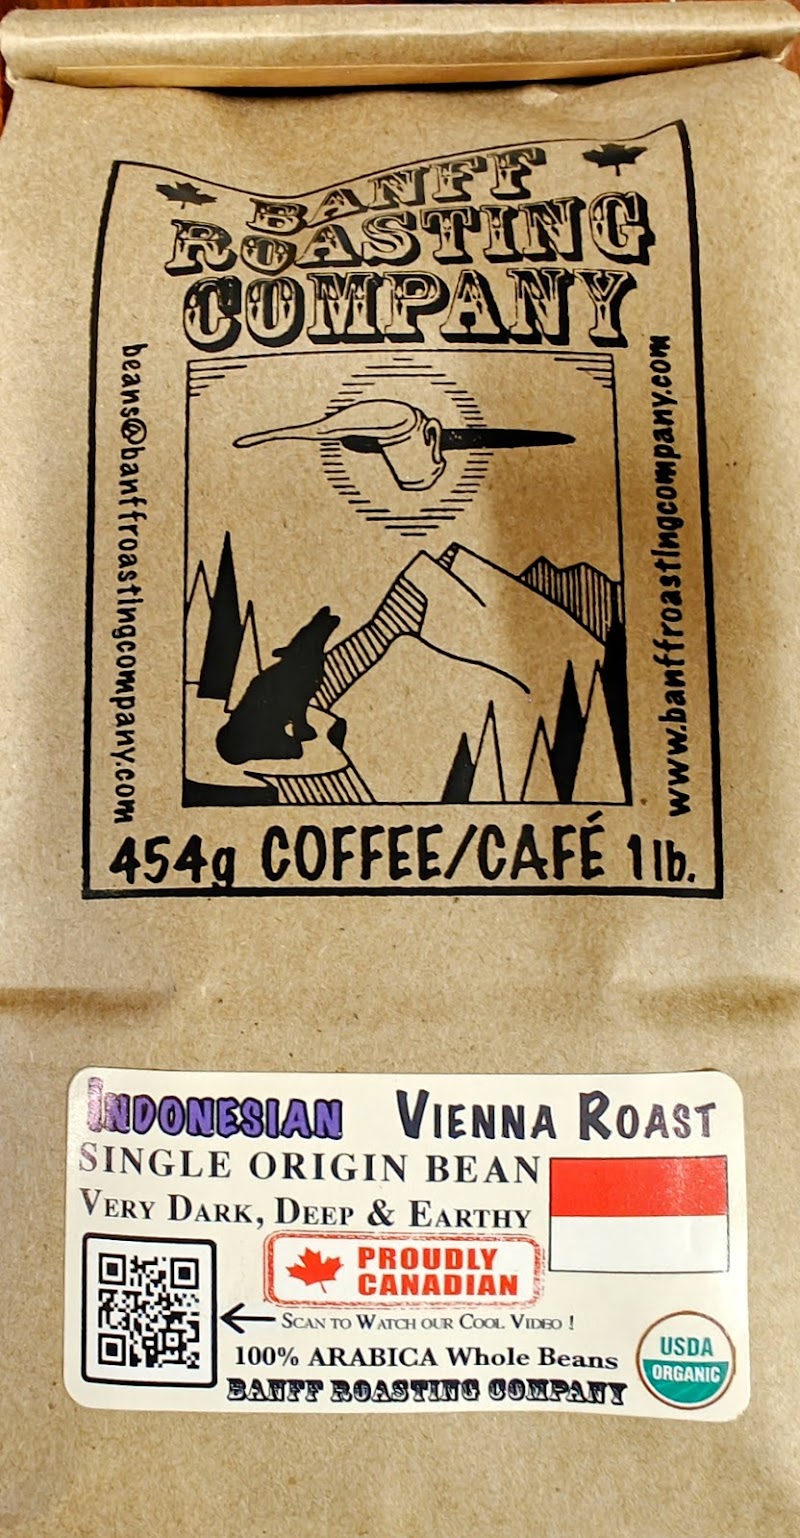 BANFF
ROASTING
COMPANY
beans@banffroastingcompany.com
www.banffroastingcompany.com
454g COFFEE/CAFÉ 1 lb.
INDONESIAN VIENNA ROAST
SINGLE ORIGIN BEAN
VERY DARK, DEEP & EARTHY
PROUDLY
CANADIAN
SCAN TO WATCH OUR COOL VIDEO !
100% ARABICA Whole Beans
BANFF ROASTING COMPANY
USDA
ORGANIC